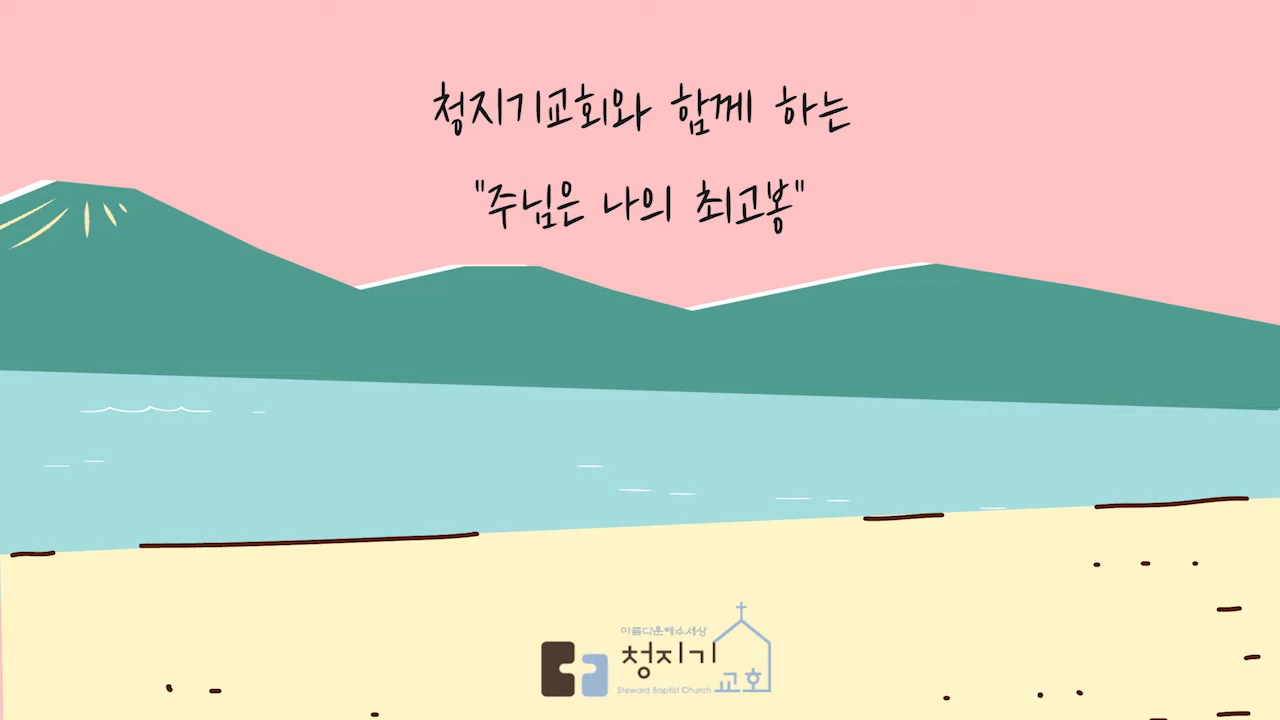 청지기교회와 함께 하는
"주님은 나의 최고봉"
아름다운예수세상
청지기
교회
Steward Baptist Church